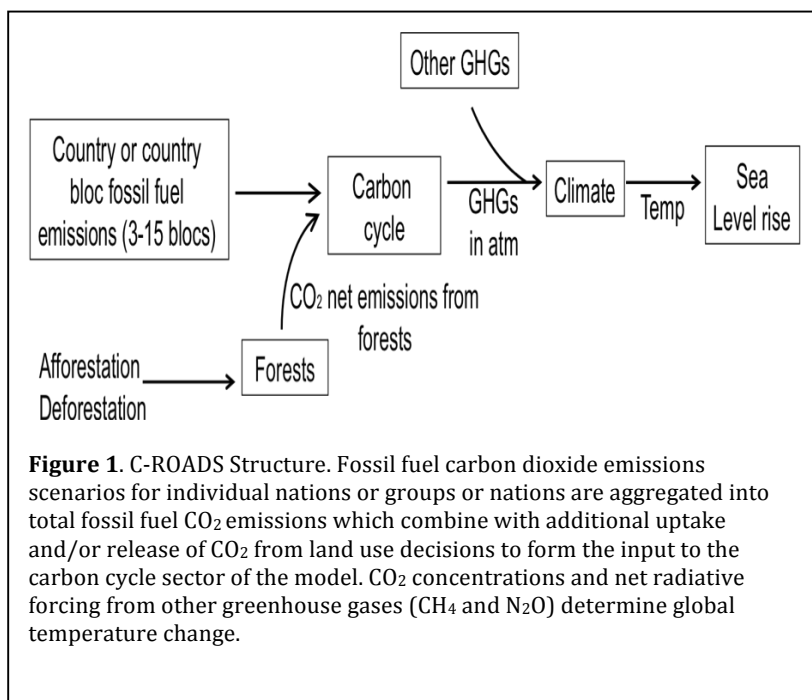 Other GHGs
Country or country
bloc fossil fuel
emissions (3-15 blocs)
Carbon
cycle
GHGs
in atm
Climate
Temp
Sea
Level rise
CO₂ net emissions from
forests
Afforestation
Deforestation
Forests
Figure 1. C-ROADS Structure. Fossil fuel carbon dioxide emissions
scenarios for individual nations or groups or nations are aggregated into
total fossil fuel CO₂ emissions which combine with additional uptake
and/or release of CO₂ from land use decisions to form the input to the
carbon cycle sector of the model. CO₂ concentrations and net radiative
forcing from other greenhouse gases (CH₄ and N₂O) determine global
temperature change.